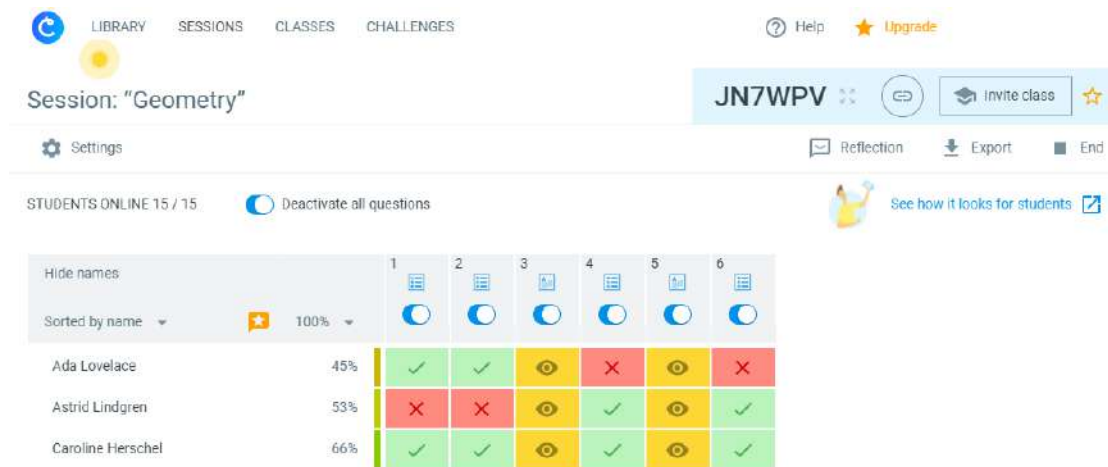 LIBRARY SESSIONS CLASSES CHALLENGES Help Upgrade
Session: “Geometry” JN7WPV Invite class
Settings Reflection Export End
STUDENTS ONLINE 15 / 15 Deactivate all questions See how it looks for students
Hide names 1 2 3 4 5 6
Sorted by name 100%
Ada Lovelace 45%
Astrid Lindgren 53%
Caroline Herschel 66%